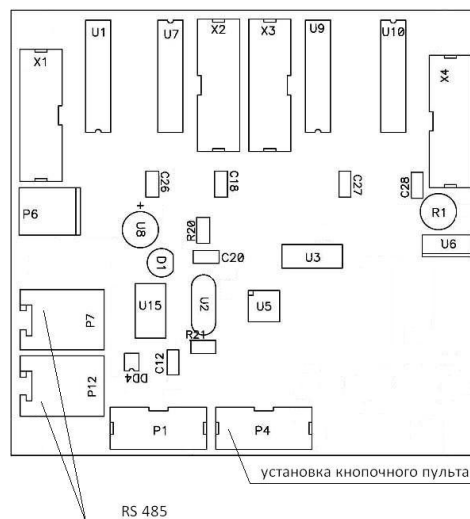 U1
U7
X2
X3
U9
U10
X1
X4
C26
C18
C27
C28
P6
+
U8
R20
R1
U6
D1
C20
U3
U15
U2
U5
P7
R21
DD4
C12
P12
P1
P4
установка кнопочного пульта
RS 485